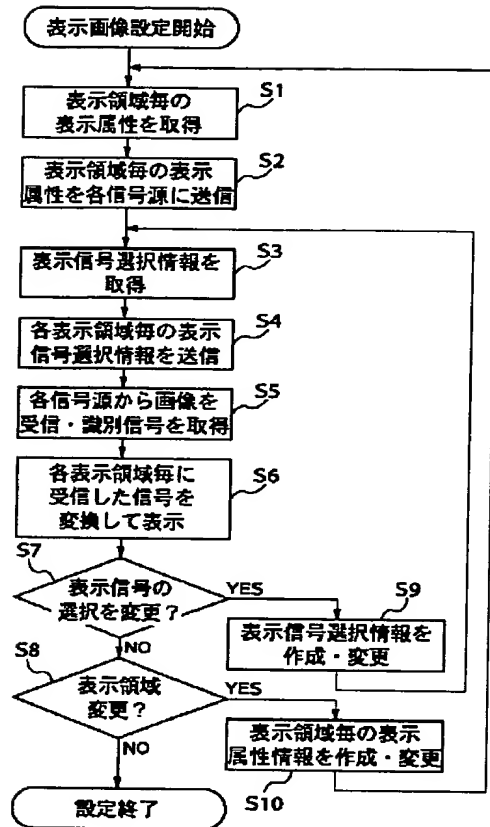 表示画像設定開始
S1
表示領域毎の
表示属性を取得
S2
表示領域毎の表示
属性を各信号源に送信
S3
表示信号選択情報を
取得
S4
各表示領域毎の表示
信号選択情報を送信
S5
各信号源から画像を
受信・識別信号を取得
S6
各表示領域毎に
受信した信号を
変換して表示
S7
表示信号の
選択を変更？
YES
S9
表示信号選択情報を
作成・変更
NO
S8
表示領域
変更？
YES
表示領域毎の表示
属性情報を作成・変更
S10
NO
設定終了